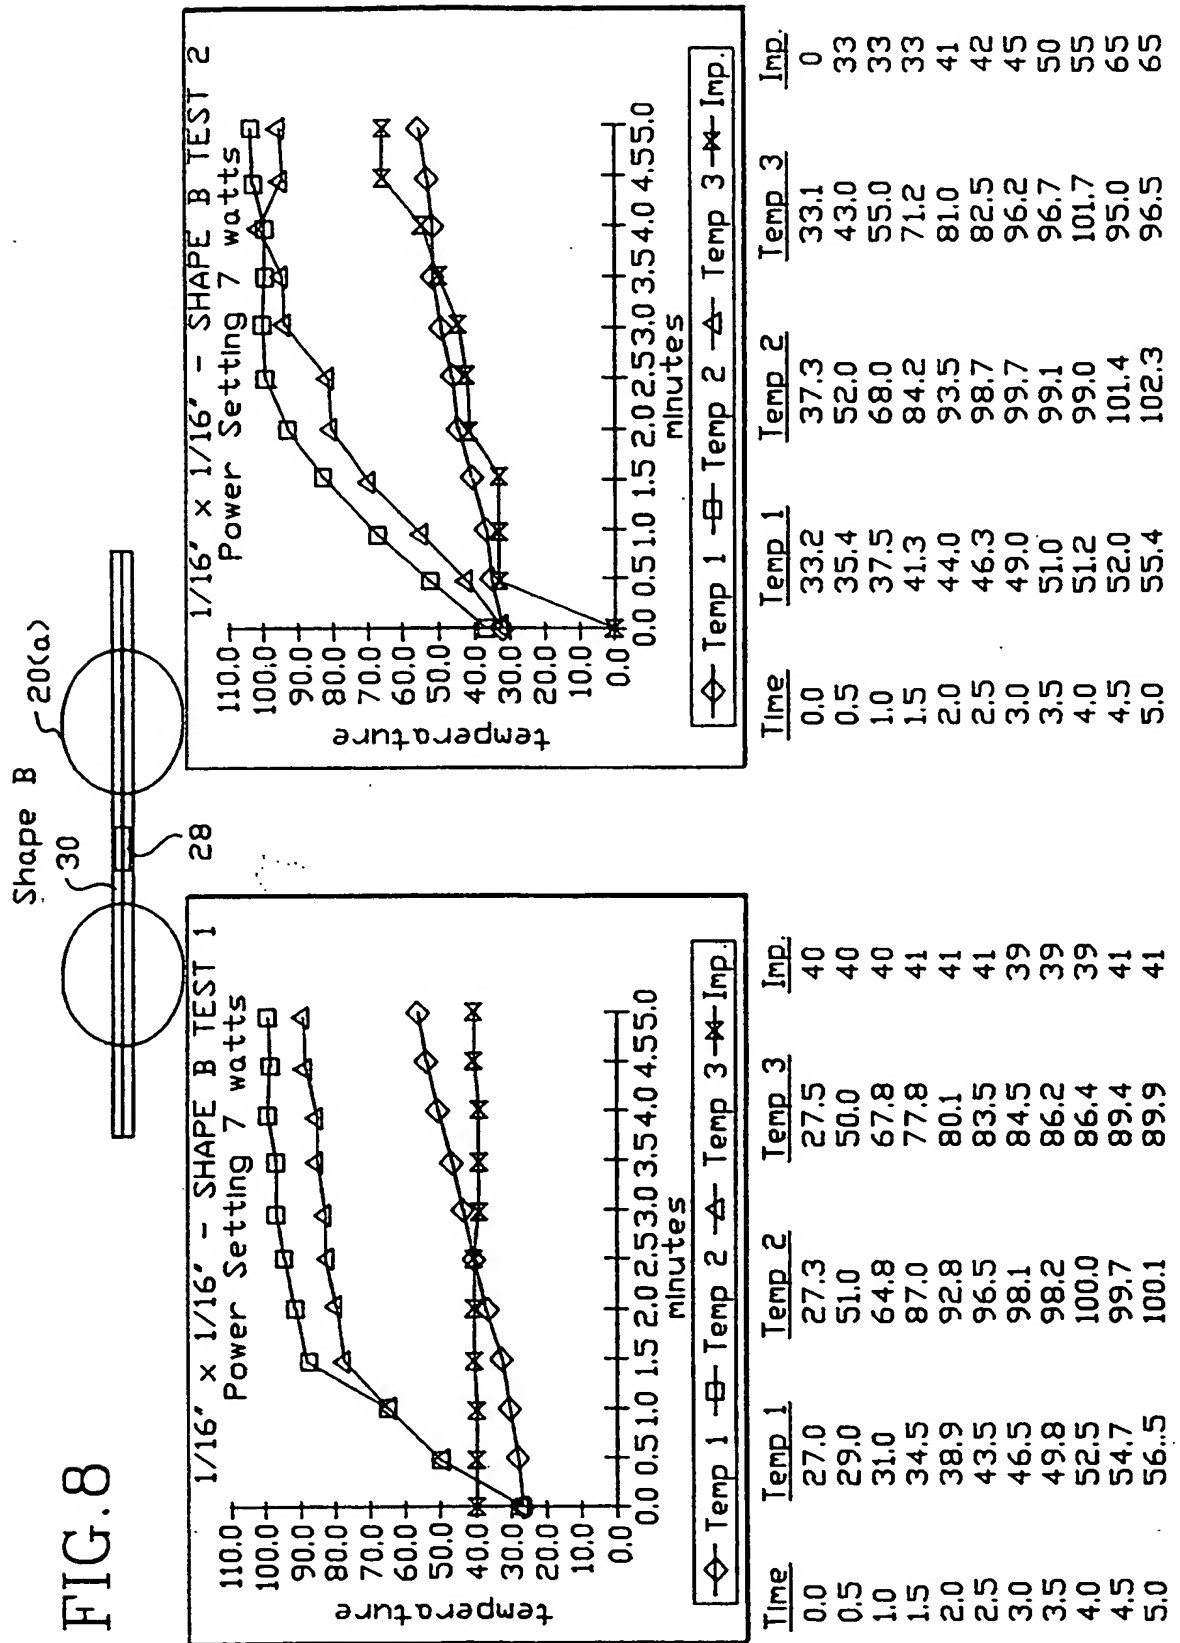 FIG.8
Shape B
30
20(a)
28
1/16" x 1/16" - SHAPE B TEST 1
Power Setting 7 watts
temperature
110.0
100.0
90.0
80.0
70.0
60.0
50.0
40.0
30.0
20.0
10.0
0.0
0.0 0.5 1.0 1.5 2.0 2.5 3.0 3.5 4.0 4.5 5.0
minutes
Temp 1 Temp 2 Temp 3 Imp.
Time Temp 1 Temp 2 Temp 3 Imp.
0.0 27.0 27.3 27.5 40
0.5 29.0 51.0 50.0 40
1.0 31.0 64.8 67.8 40
1.5 34.5 87.0 77.8 41
2.0 38.9 92.8 80.1 41
2.5 43.5 96.5 83.5 41
3.0 46.5 98.1 84.5 39
3.5 49.8 98.2 86.2 39
4.0 52.5 100.0 86.4 39
4.5 54.7 99.7 89.4 41
5.0 56.5 100.1 89.9 41
1/16" x 1/16" - SHAPE B TEST 2
Power Setting 7 watts
temperature
110.0
100.0
90.0
80.0
70.0
60.0
50.0
40.0
30.0
20.0
10.0
0.0
0.0 0.5 1.0 1.5 2.0 2.5 3.0 3.5 4.0 4.5 5.0
minutes
Temp 1 Temp 2 Temp 3 Imp.
Time Temp 1 Temp 2 Temp 3 Imp.
0.0 33.2 37.3 33.1 0
0.5 35.4 52.0 43.0 33
1.0 37.5 68.0 55.0 33
1.5 41.3 84.2 71.2 33
2.0 44.0 93.5 81.0 41
2.5 46.3 98.7 82.5 42
3.0 49.0 99.7 96.2 45
3.5 51.0 99.1 96.7 50
4.0 51.2 99.0 101.7 55
4.5 52.0 101.4 95.0 65
5.0 55.4 102.3 96.5 65